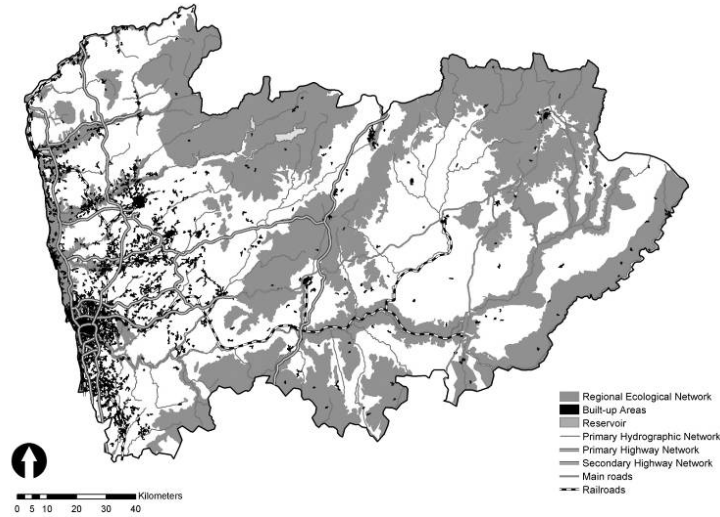 Regional Ecological Network
Built-up Areas
Reservoir
Primary Hydrographic Network
Primary Highway Network
Secondary Highway Network
Main roads
Railroads
Kilometers
0 5 10 20 30 40